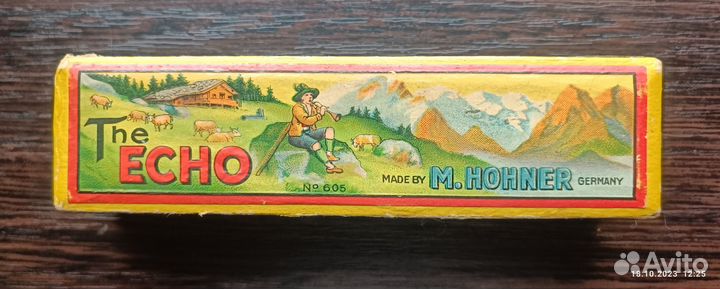 The
ECHO
Nº 605
MADE BY M. HOHNER GERMANY
Avito
18.10.2023 12:25